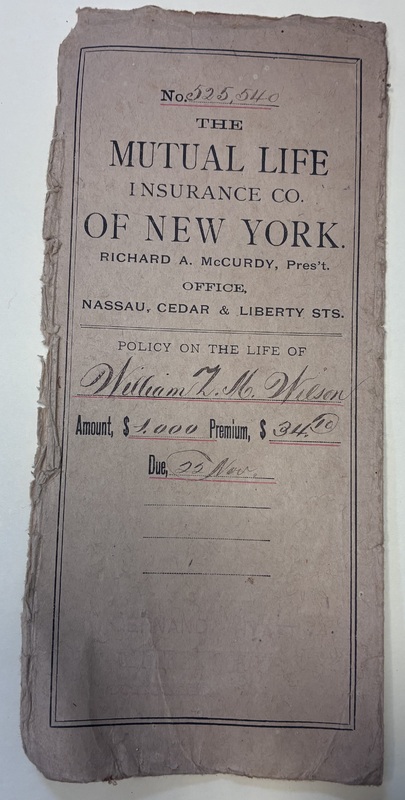 No. 525,540
THE
MUTUAL LIFE
INSURANCE CO.
OF NEW YORK.
RICHARD A. McCURDY, Pres't.
OFFICE,
NASSAU, CEDAR & LIBERTY STS.
POLICY ON THE LIFE OF
William Z. M. Wilson
Amount, $ 1.000 Premium, $ 34.10
Due, 22 Nov.